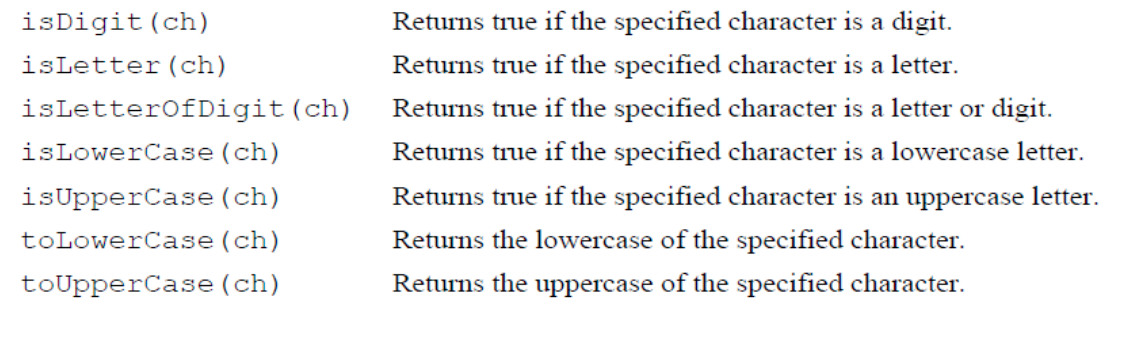 isDigit(ch) Returns true if the specified character is a digit.
isLetter(ch) Returns true if the specified character is a letter.
isLetterOfDigit(ch) Returns true if the specified character is a letter or digit.
isLowerCase(ch) Returns true if the specified character is a lowercase letter.
isUpperCase(ch) Returns true if the specified character is an uppercase letter.
toLowerCase(ch) Returns the lowercase of the specified character.
toUpperCase(ch) Returns the uppercase of the specified character.